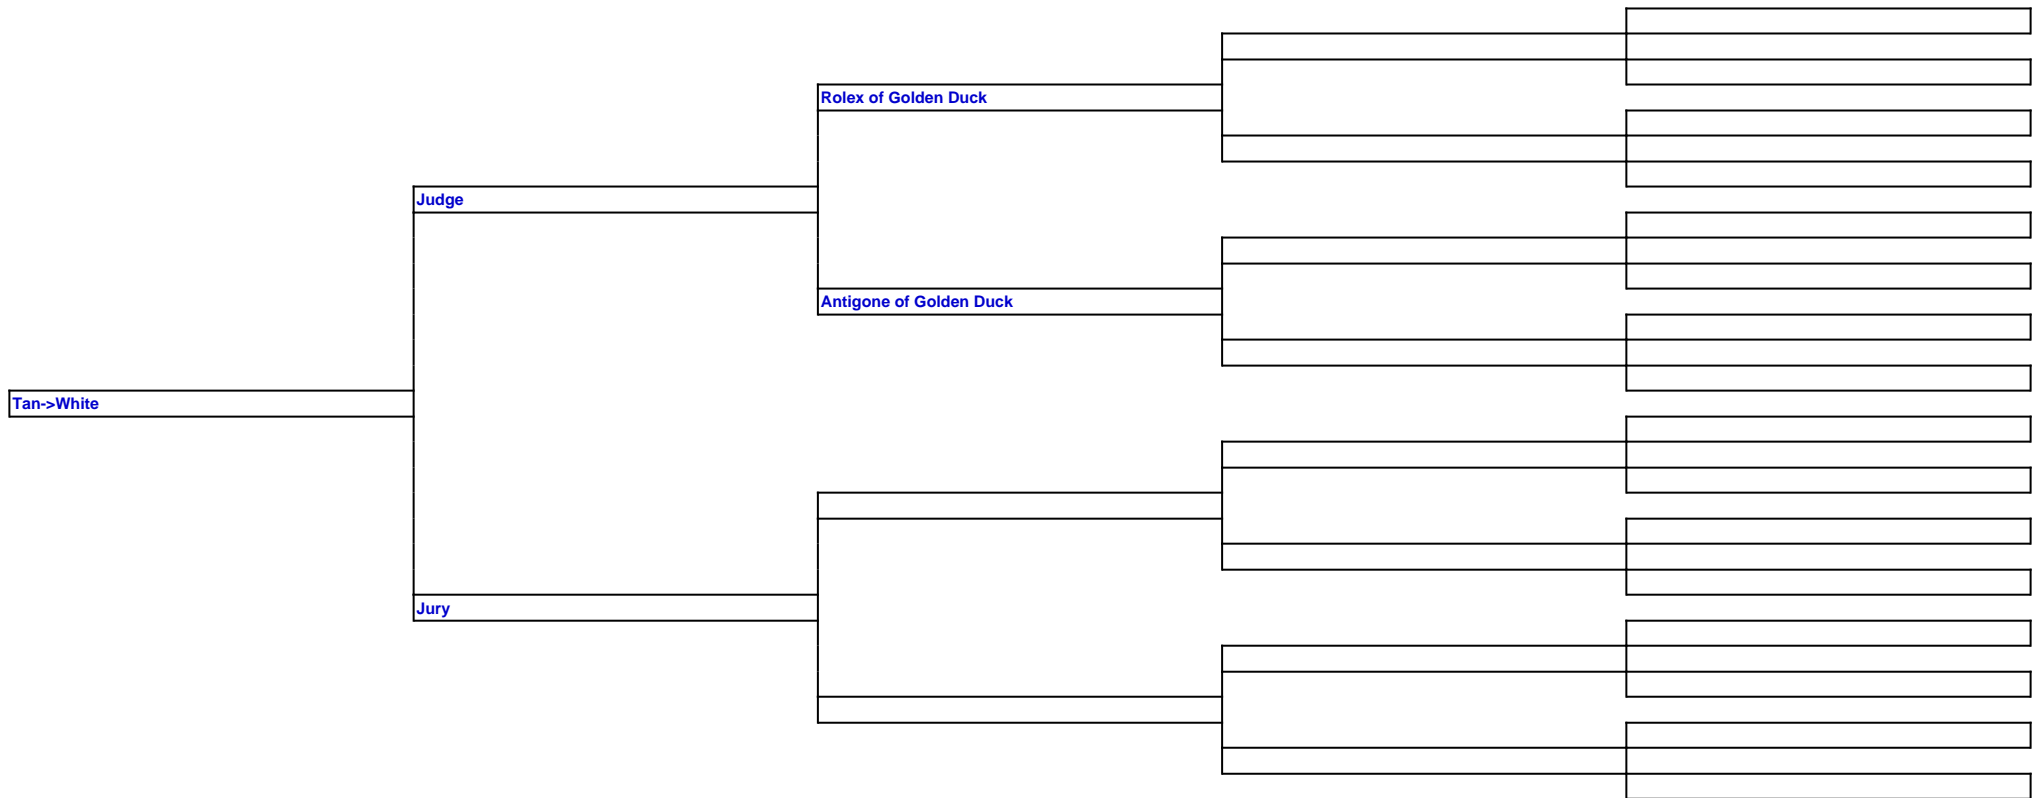 Rolex of Golden Duck
Judge
Antigone of Golden Duck
Tan->White
Jury